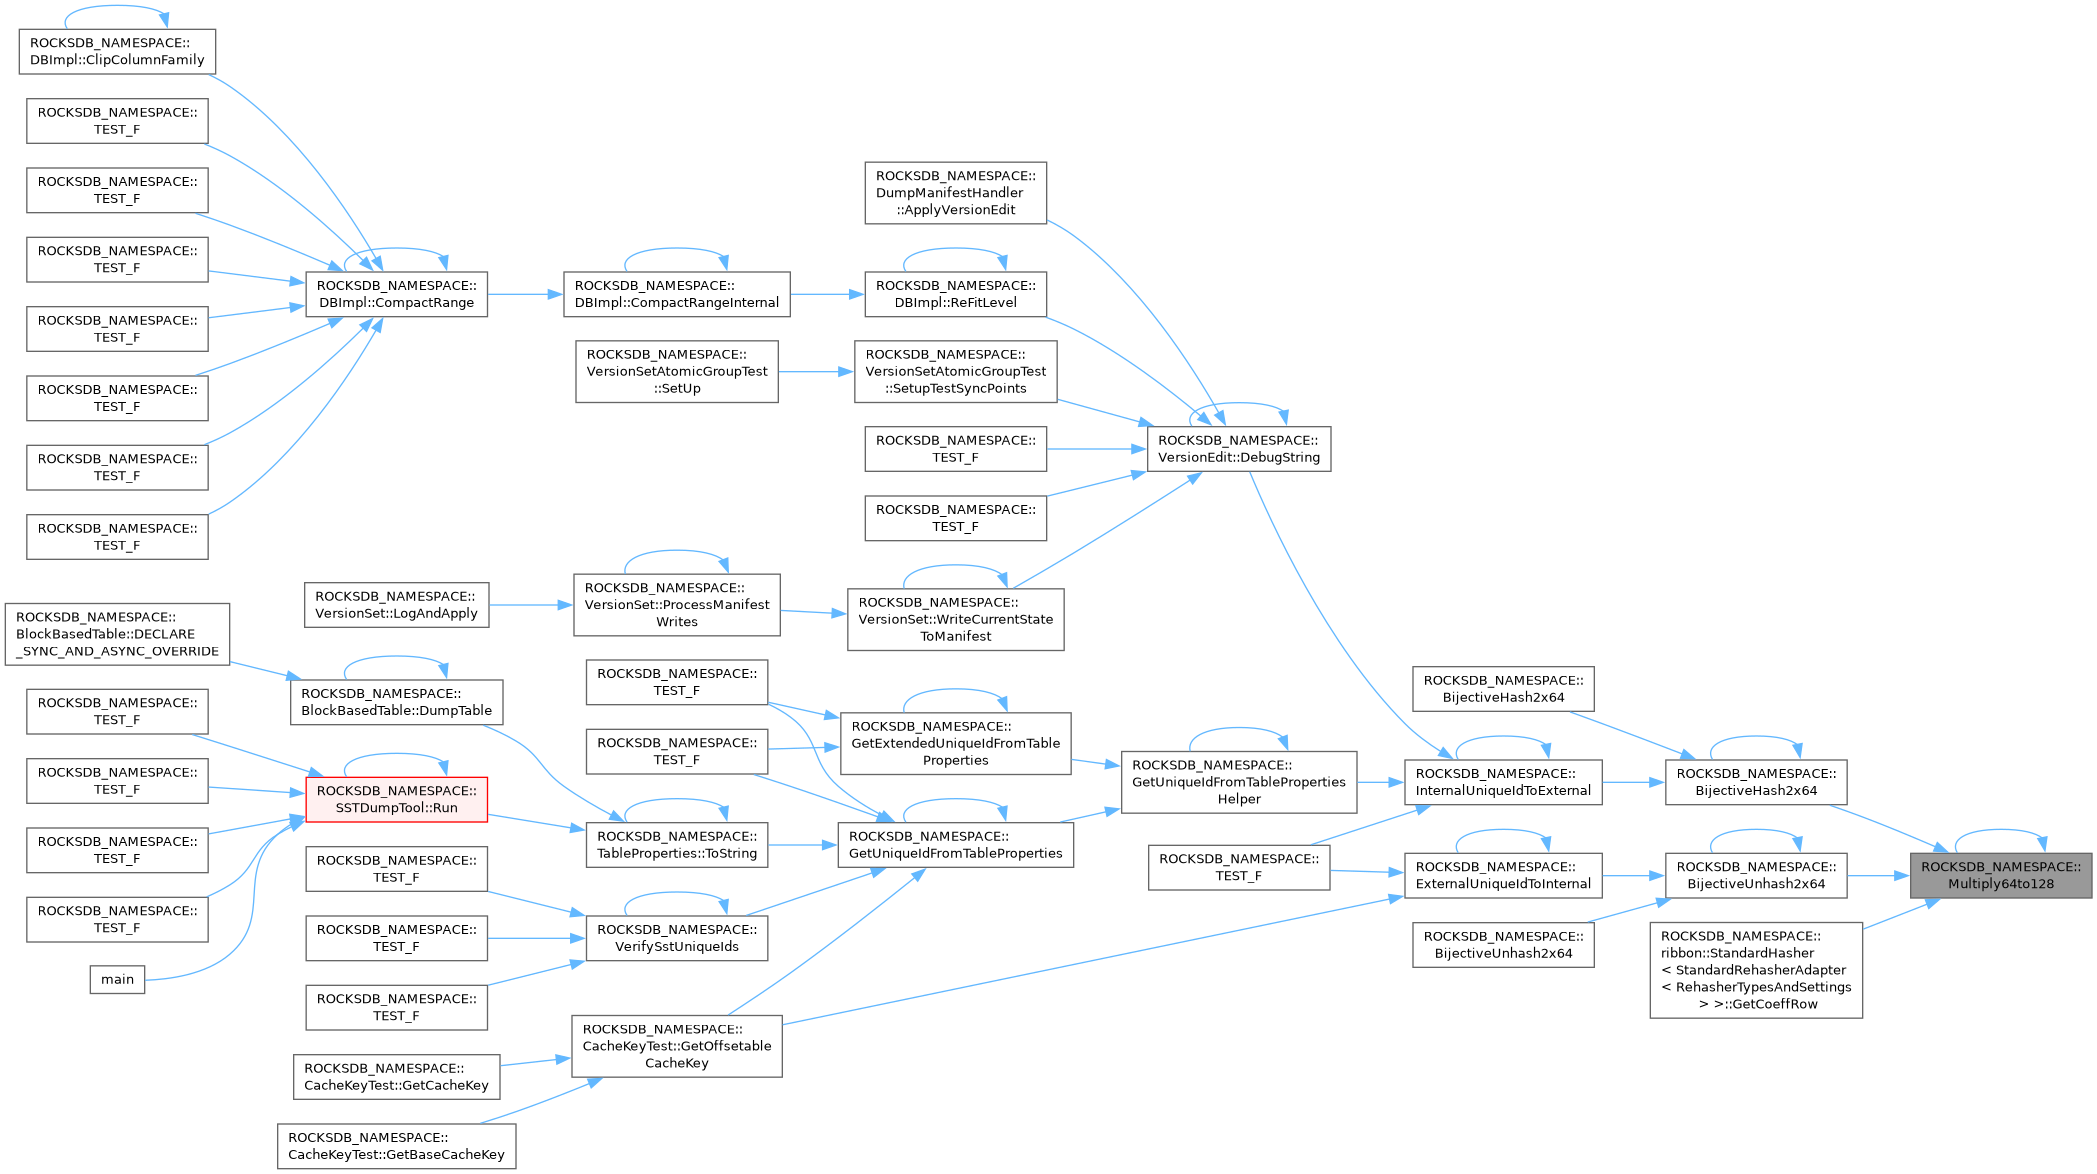 ROCKSDB_NAMESPACE::
DBImpl::ClipColumnFamily
ROCKSDB_NAMESPACE::
TEST_F
ROCKSDB_NAMESPACE::
TEST_F
ROCKSDB_NAMESPACE::
TEST_F
ROCKSDB_NAMESPACE::
TEST_F
ROCKSDB_NAMESPACE::
TEST_F
ROCKSDB_NAMESPACE::
TEST_F
ROCKSDB_NAMESPACE::
TEST_F
ROCKSDB_NAMESPACE::
BlockBasedTable::DECLARE
_SYNC_AND_ASYNC_OVERRIDE
ROCKSDB_NAMESPACE::
TEST_F
ROCKSDB_NAMESPACE::
TEST_F
ROCKSDB_NAMESPACE::
TEST_F
ROCKSDB_NAMESPACE::
TEST_F
main
ROCKSDB_NAMESPACE::
DBImpl::CompactRange
ROCKSDB_NAMESPACE::
VersionSet::LogAndApply
ROCKSDB_NAMESPACE::
BlockBasedTable::DumpTable
ROCKSDB_NAMESPACE::
SSTDumpTool::Run
ROCKSDB_NAMESPACE::
TEST_F
ROCKSDB_NAMESPACE::
TEST_F
ROCKSDB_NAMESPACE::
TEST_F
ROCKSDB_NAMESPACE::
CacheKeyTest::GetCacheKey
ROCKSDB_NAMESPACE::
CacheKeyTest::GetBaseCacheKey
ROCKSDB_NAMESPACE::
DBImpl::CompactRangeInternal
ROCKSDB_NAMESPACE::
VersionSetAtomicGroupTest
::SetUp
ROCKSDB_NAMESPACE::
VersionSet::ProcessManifest
Writes
ROCKSDB_NAMESPACE::
TEST_F
ROCKSDB_NAMESPACE::
TEST_F
ROCKSDB_NAMESPACE::
TableProperties::ToString
ROCKSDB_NAMESPACE::
VerifySstUniqueIds
ROCKSDB_NAMESPACE::
CacheKeyTest::GetOffsetable
CacheKey
ROCKSDB_NAMESPACE::
DumpManifestHandler
::ApplyVersionEdit
ROCKSDB_NAMESPACE::
DBImpl::ReFitLevel
ROCKSDB_NAMESPACE::
VersionSetAtomicGroupTest
::SetupTestSyncPoints
ROCKSDB_NAMESPACE::
TEST_F
ROCKSDB_NAMESPACE::
TEST_F
ROCKSDB_NAMESPACE::
VersionSet::WriteCurrentState
ToManifest
ROCKSDB_NAMESPACE::
GetExtendedUniqueIdFromTable
Properties
ROCKSDB_NAMESPACE::
GetUniqueIdFromTableProperties
ROCKSDB_NAMESPACE::
VersionEdit::DebugString
ROCKSDB_NAMESPACE::
GetUniqueIdFromTableProperties
Helper
ROCKSDB_NAMESPACE::
TEST_F
ROCKSDB_NAMESPACE::
BijectiveHash2x64
ROCKSDB_NAMESPACE::
InternalUniqueIdToExternal
ROCKSDB_NAMESPACE::
ExternalUniqueIdToInternal
ROCKSDB_NAMESPACE::
BijectiveUnhash2x64
ROCKSDB_NAMESPACE::
BijectiveHash2x64
ROCKSDB_NAMESPACE::
BijectiveUnhash2x64
ROCKSDB_NAMESPACE::
ribbon::StandardHasher
< StandardRehasherAdapter
< RehasherTypesAndSettings
> >::GetCoeffRow
ROCKSDB_NAMESPACE::
Multiply64to128